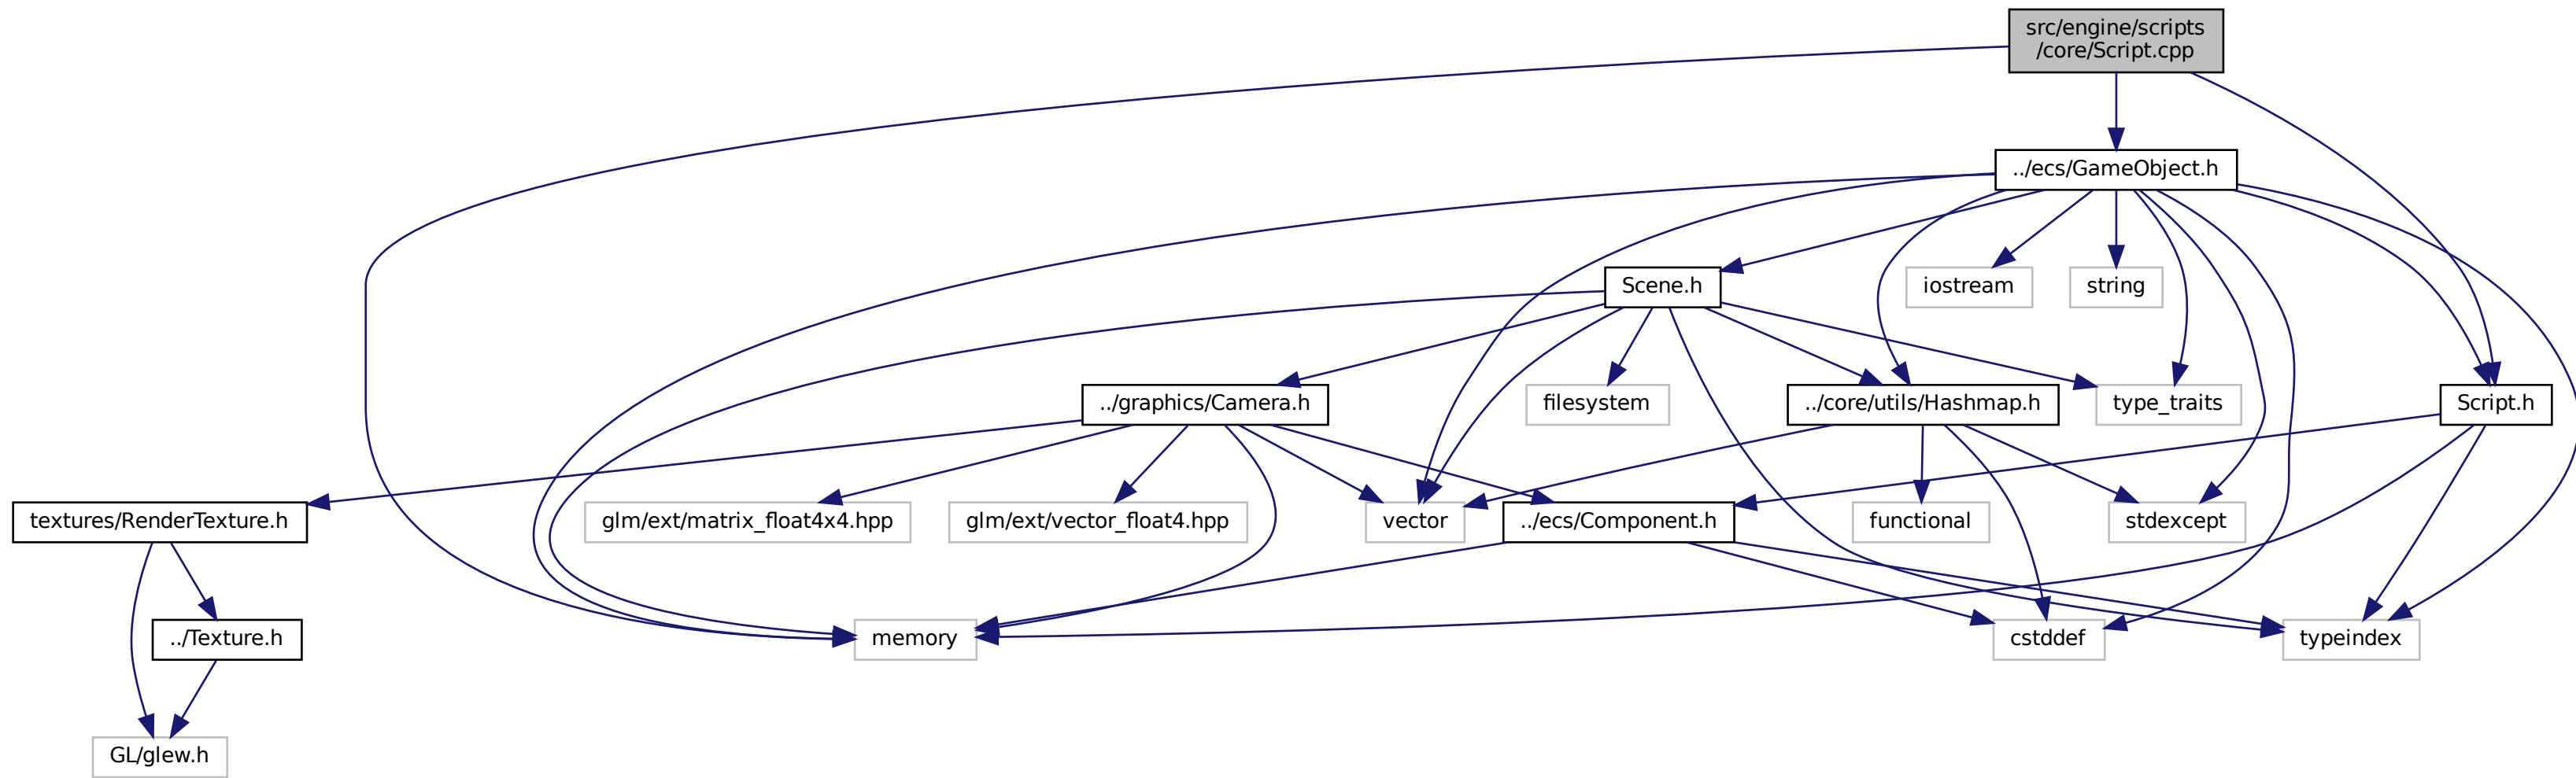 src/engine/scripts
/core/Script.cpp
../ecs/GameObject.h
Scene.h
iostream
string
../graphics/Camera.h
filesystem
../core/utils/Hashmap.h
type_traits
Script.h
textures/RenderTexture.h
glm/ext/matrix_float4x4.hpp
glm/ext/vector_float4.hpp
vector
../ecs/Component.h
functional
stdexcept
../Texture.h
memory
cstddef
typeindex
GL/glew.h